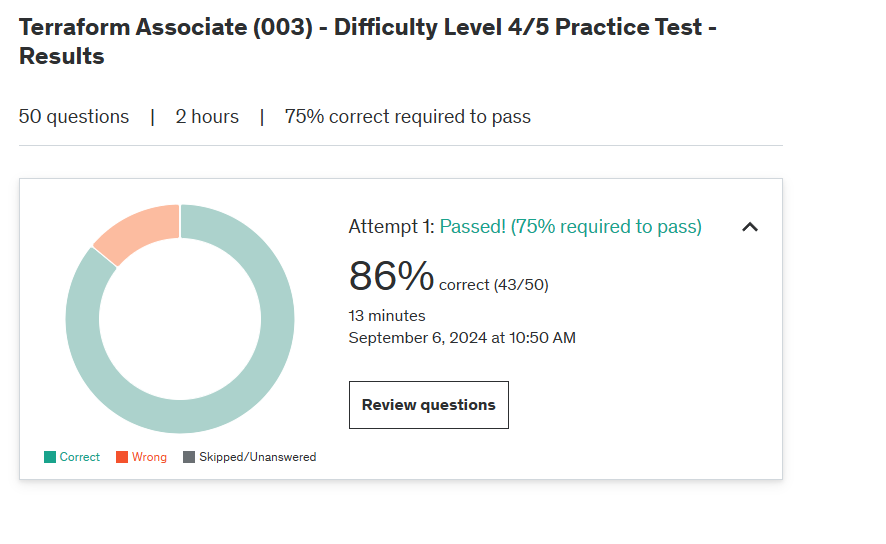 Terraform Associate (003) - Difficulty Level 4/5 Practice Test -
Results
50 questions | 2 hours | 75% correct required to pass
Attempt 1: Passed! (75% required to pass)
86% correct (43/50)
13 minutes
September 6, 2024 at 10:50 AM
Review questions
Correct Wrong Skipped/Unanswered